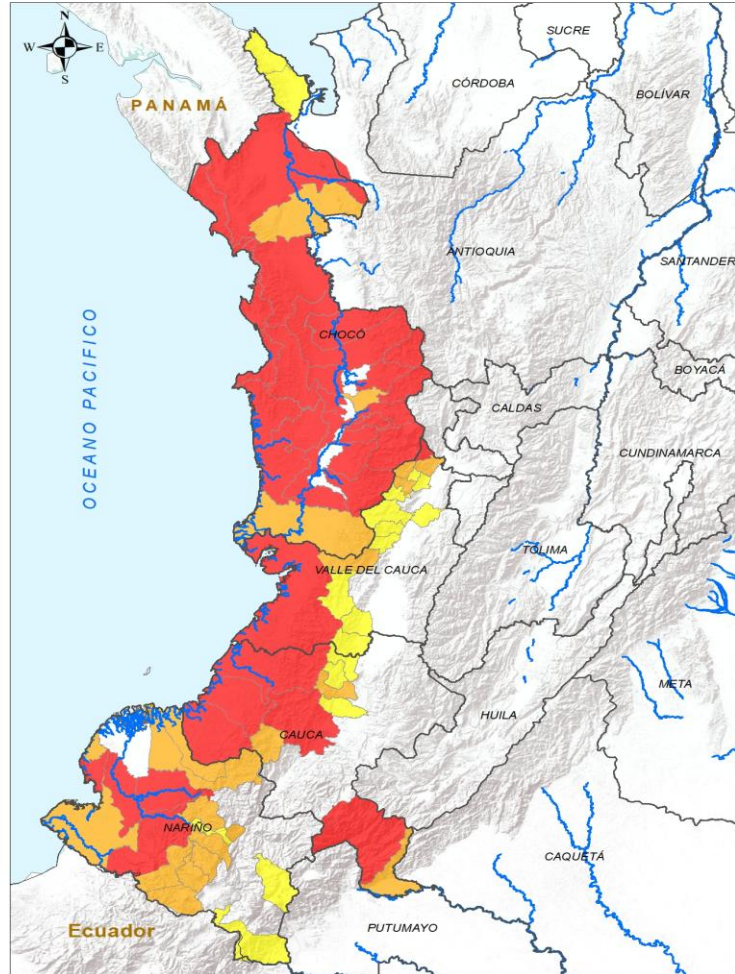 N
W
E
S
SUCRE
CÓRDOBA
BOLÍVAR
PANAMÁ
ANTIOQUIA
SANTANDER
OCEANO PACIFICO
CHOCÓ
BOYACÁ
CALDAS
CUNDINAMARCA
TOLIMA
VALLE DEL CAUCA
META
HUILA
CAUCA
NARIÑO
CAQUETÁ
PUTUMAYO
Ecuador